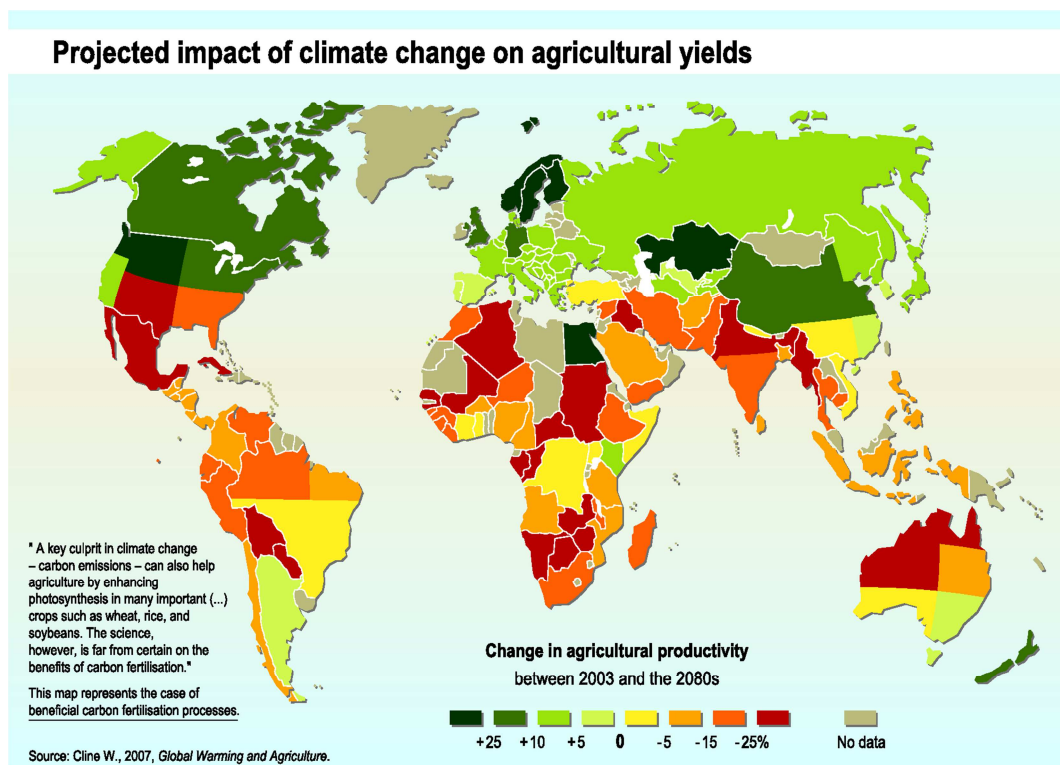 Projected impact of climate change on agricultural yields
" A key culprit in climate change
– carbon emissions – can also help
agriculture by enhancing
photosynthesis in many important (...)
crops such as wheat, rice, and
soybeans. The science,
however, is far from certain on the
benefits of carbon fertilisation."
This map represents the case of
beneficial carbon fertilisation processes.
Source: Cline W., 2007, Global Warming and Agriculture.
Change in agricultural productivity
between 2003 and the 2080s
+25 +10 +5 0 -5 -15 -25% No data